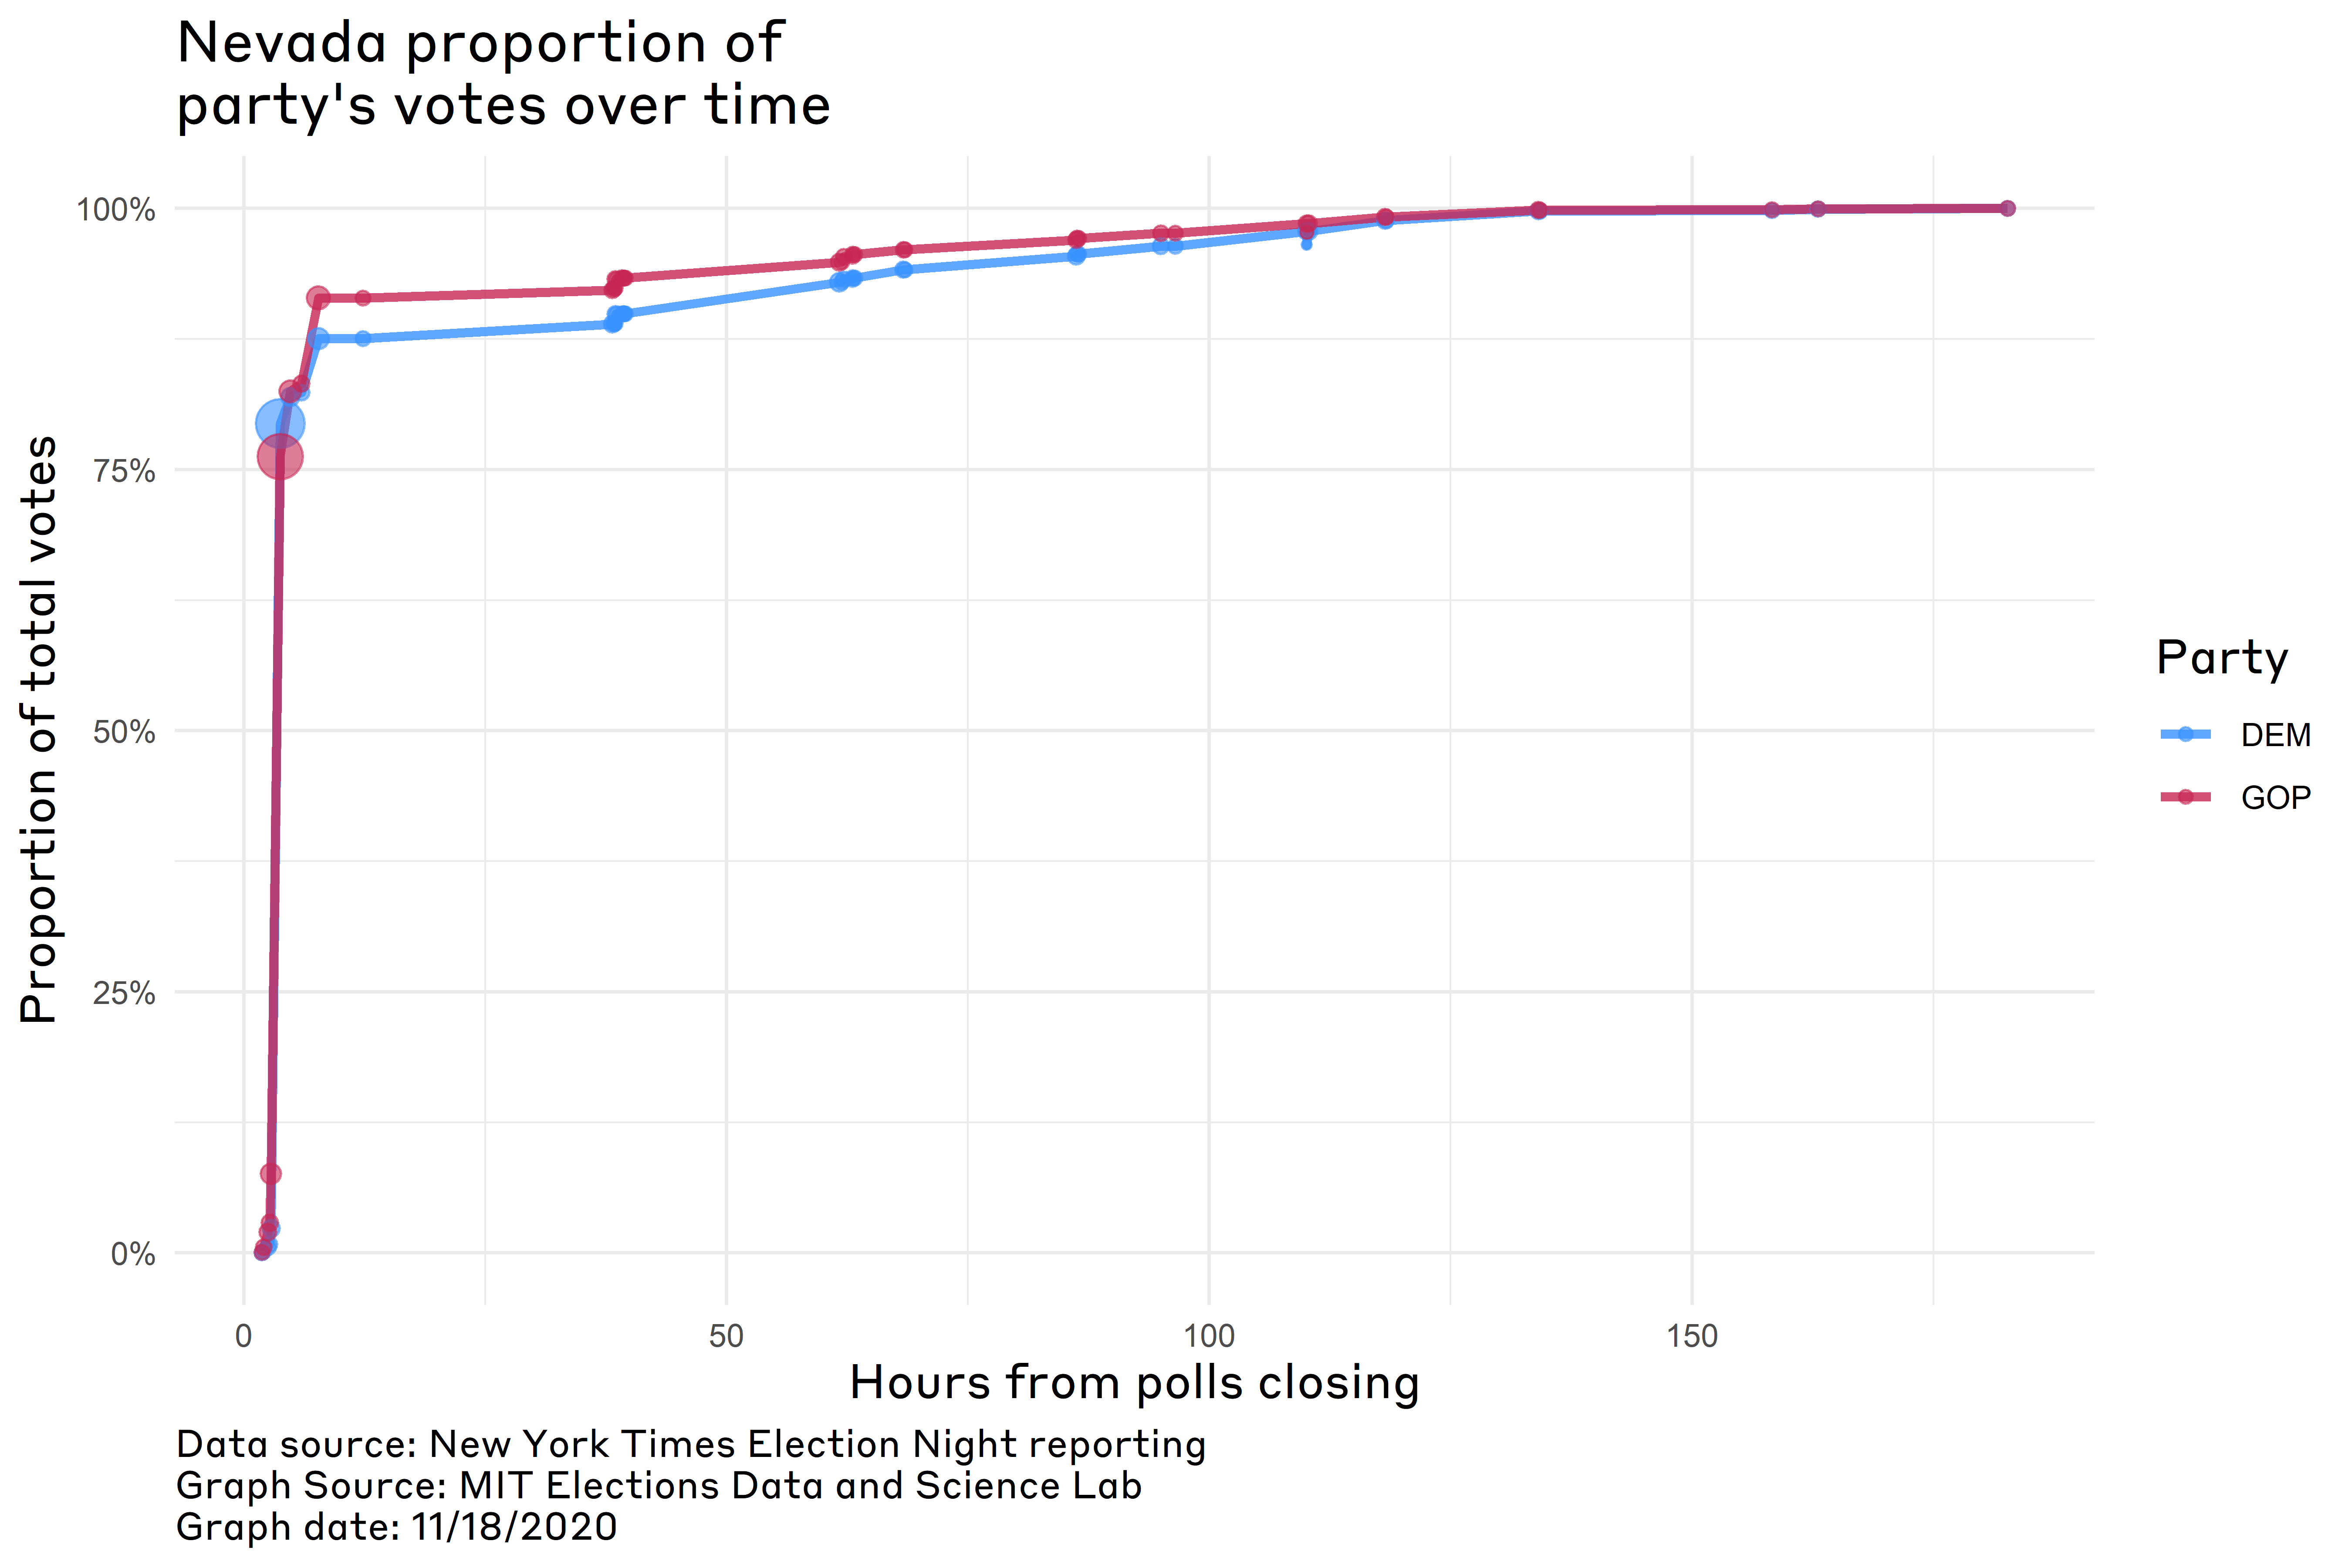 Nevada proportion of
party's votes over time
Proportion of total votes
100%
75%
50%
25%
0%
0
50
100
150
Hours from polls closing
Party
DEM
GOP
Data source: New York Times Election Night reporting
Graph Source: MIT Elections Data and Science Lab
Graph date: 11/18/2020